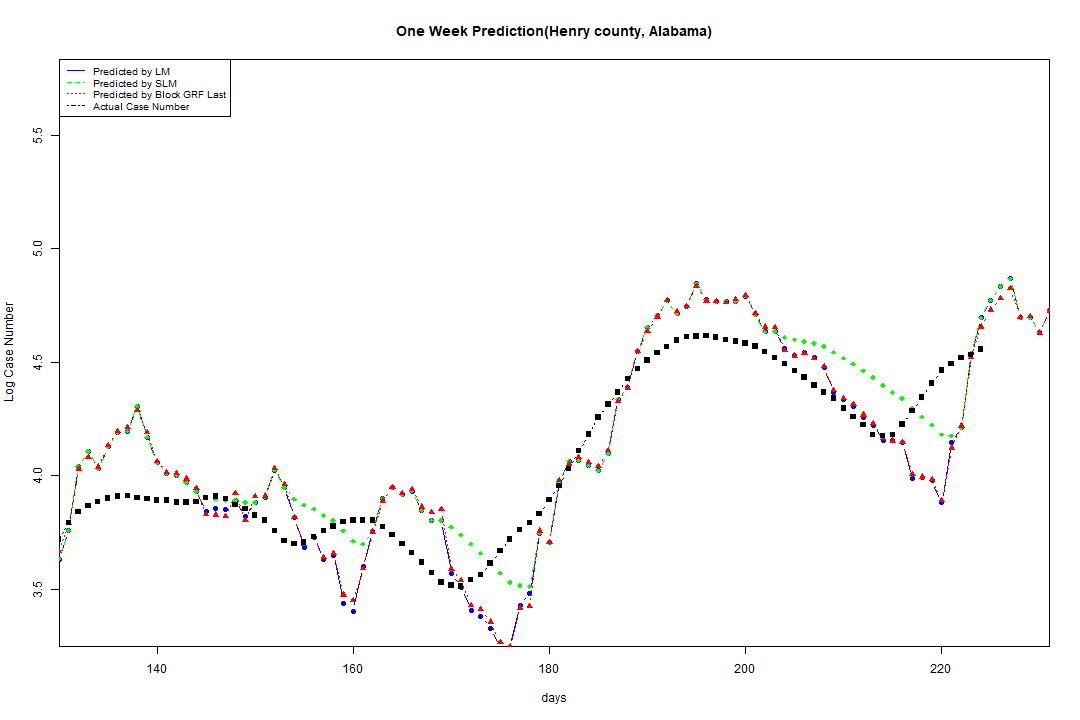 One Week Prediction(Henry county, Alabama)
Predicted by LM
Predicted by SLM
Predicted by Block GRF Last
Actual Case Number
5.5
5.0
4.5
4.0
3.5
Log Case Number
140 160 180 200 220
days